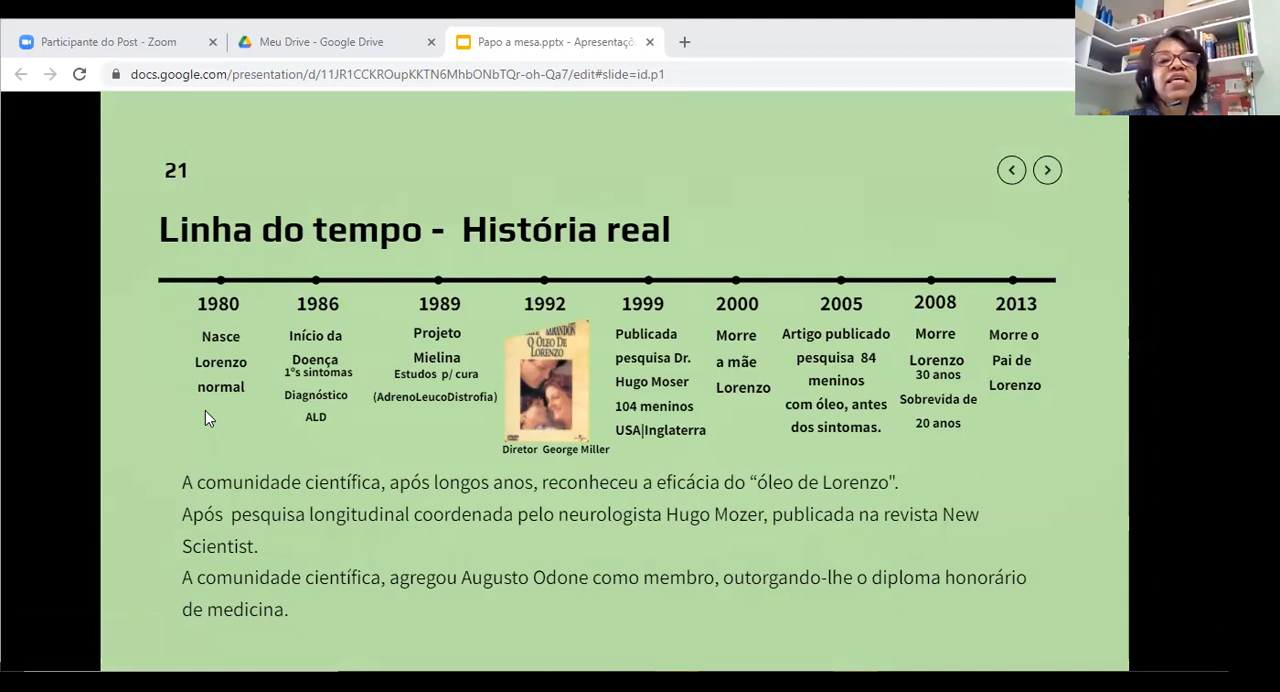 Participante do Post - Zoom
Meu Drive - Google Drive
Papo a mesa.pptx - Apresentaçõ
docs.google.com/presentation/d/11JR1CCKROupKKTN6MhbONbTQr-oh-Qa7/edit#slide=id.p1
21
Linha do tempo - História real
1980
Nasce
Lorenzo
normal
1986
Início da
Doença
1ºs sintomas
Diagnóstico
ALD
1989
Projeto
Mielina
Estudos p/ cura
(AdrenoLeucoDistrofia)
1992
SARANDON
O ÓLEO DE
LORENZO
Diretor George Miller
1999
Publicada
pesquisa Dr.
Hugo Moser
104 meninos
USA|Inglaterra
2000
Morre
a mãe
Lorenzo
2005
Artigo publicado
pesquisa 84
meninos
com óleo, antes
dos sintomas.
2008
Morre
Lorenzo
30 anos
Sobrevida de
20 anos
2013
Morre o
Pai de
Lorenzo
A comunidade científica, após longos anos, reconheceu a eficácia do “óleo de Lorenzo".
Após pesquisa longitudinal coordenada pelo neurologista Hugo Mozer, publicada na revista New
Scientist.
A comunidade científica, agregou Augusto Odone como membro, outorgando-lhe o diploma honorário
de medicina.